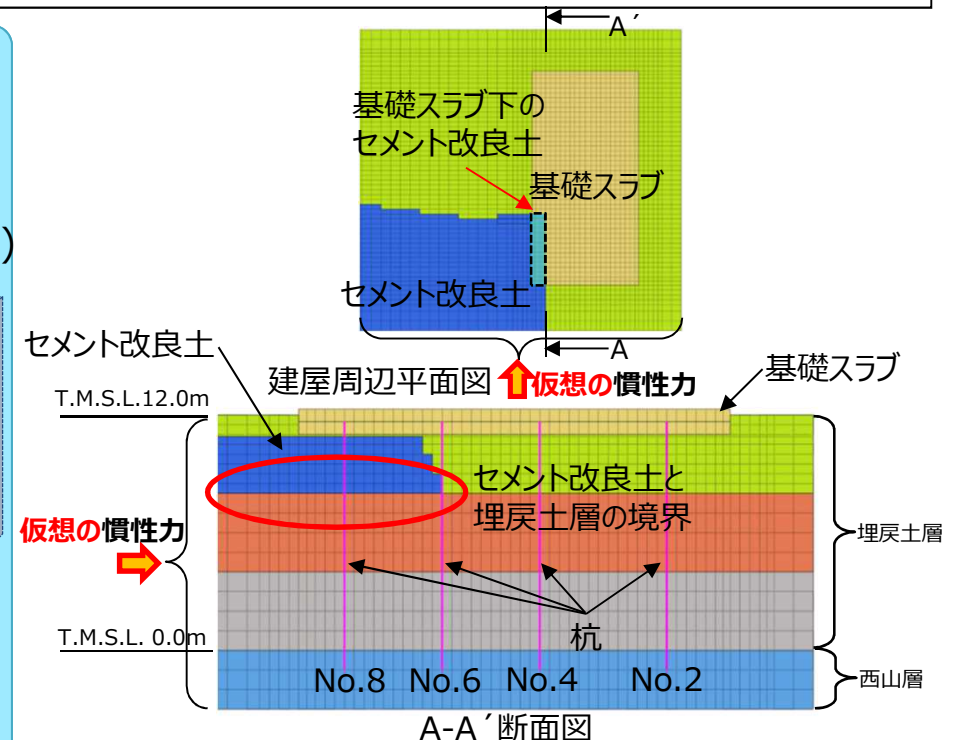 A´
基礎スラブ下の
セメント改良土
基礎スラブ
)
セメント改良土
A
セメント改良土
建屋周辺平面図
仮想の慣性力
基礎スラブ
T.M.S.L.12.0m
セメント改良土と
埋戻土層の境界
仮想の慣性力
埋戻土層
杭
T.M.S.L. 0.0m
No.8 No.6 No.4 No.2
西山層
A-A´断面図